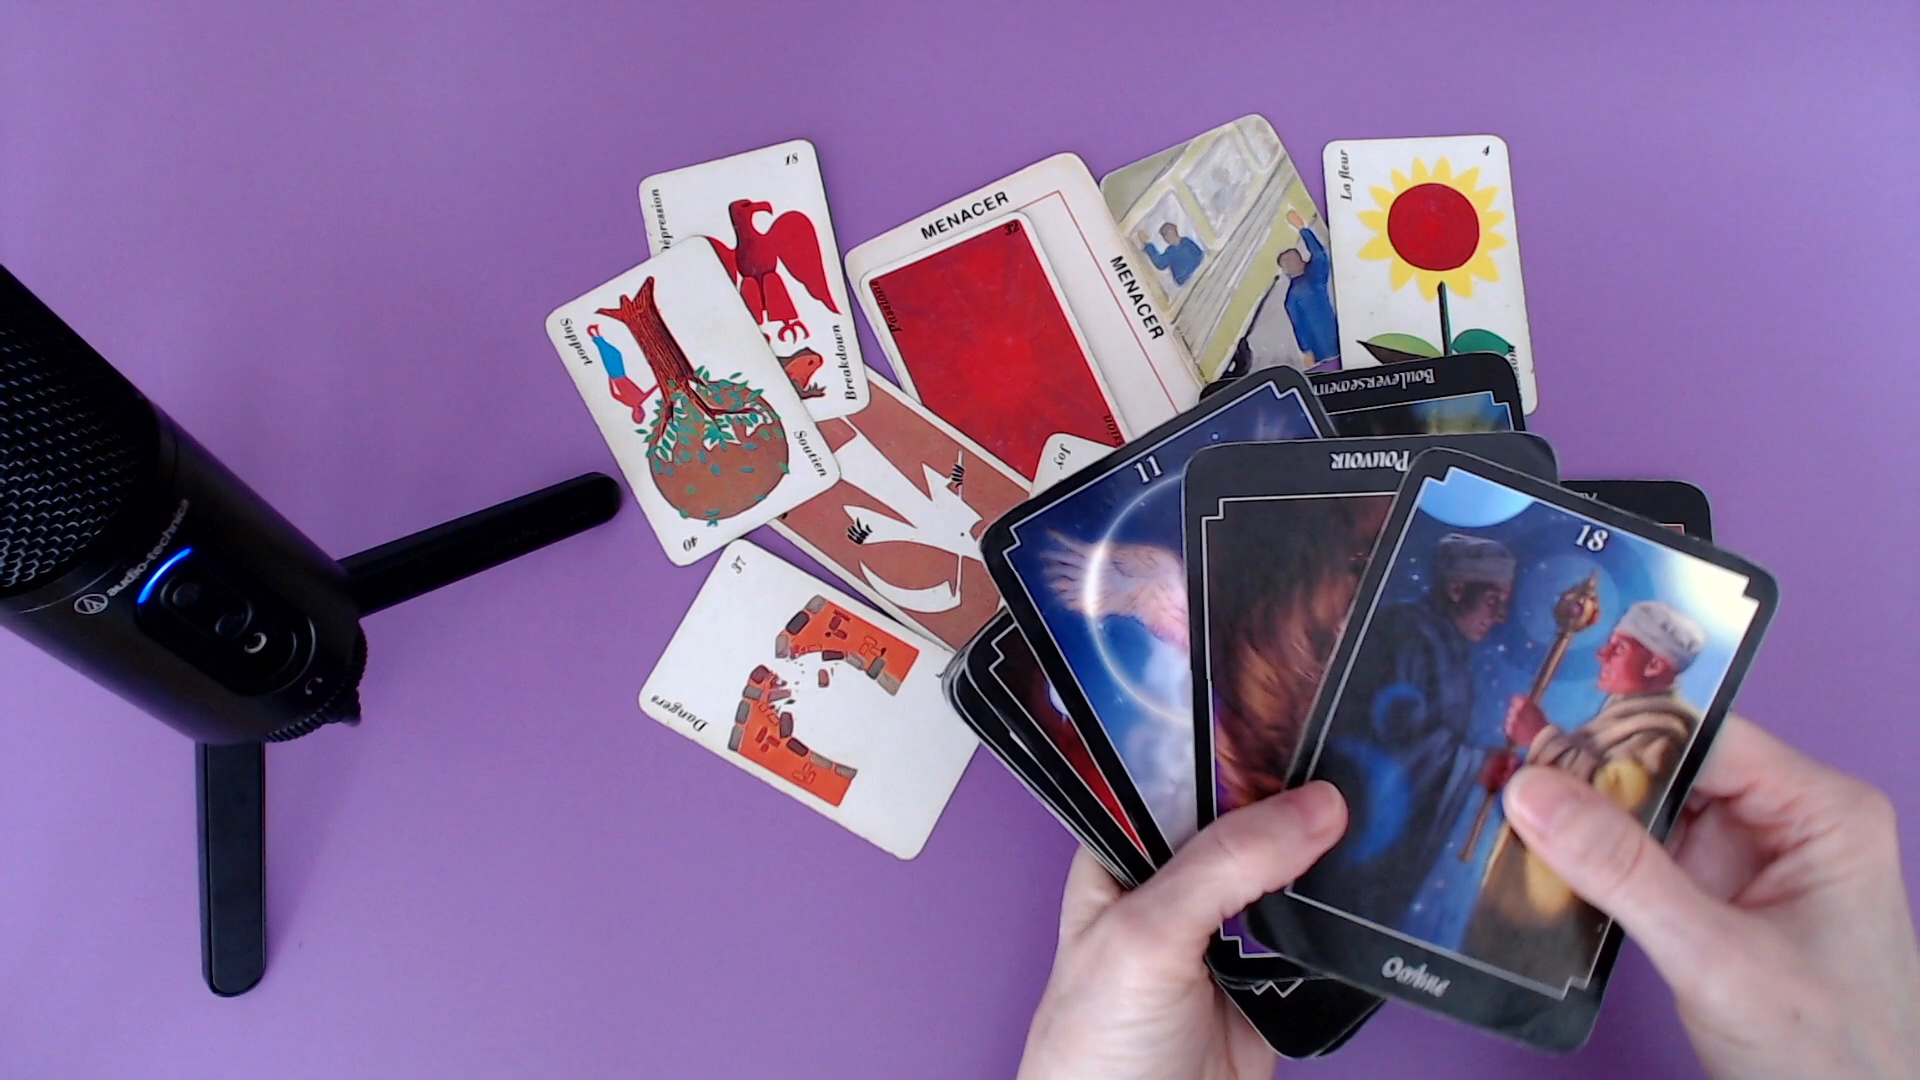 18
Dépression
Breakdown
Support
Soutien
40
MENACER
MENACER
32
Passions
Joy
La fleur
4
37
Dangers
Bouleversement
11
Pouvoir
18
audio-technica